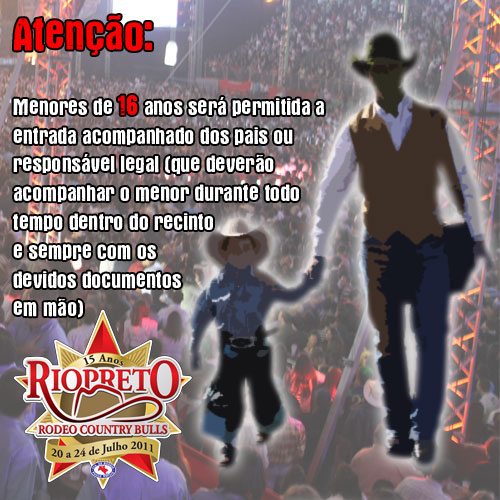 Atenção:
Menores de 16 anos será permitida a
entrada acompanhado dos pais ou
responsável legal (que deverão
acompanhar o menor durante todo
tempo dentro do recinto
e sempre com os
devidos documentos
em mão)
15 Anos
RIOPRETO
RODEO COUNTRY BULLS
20 a 24 de Julho 2011